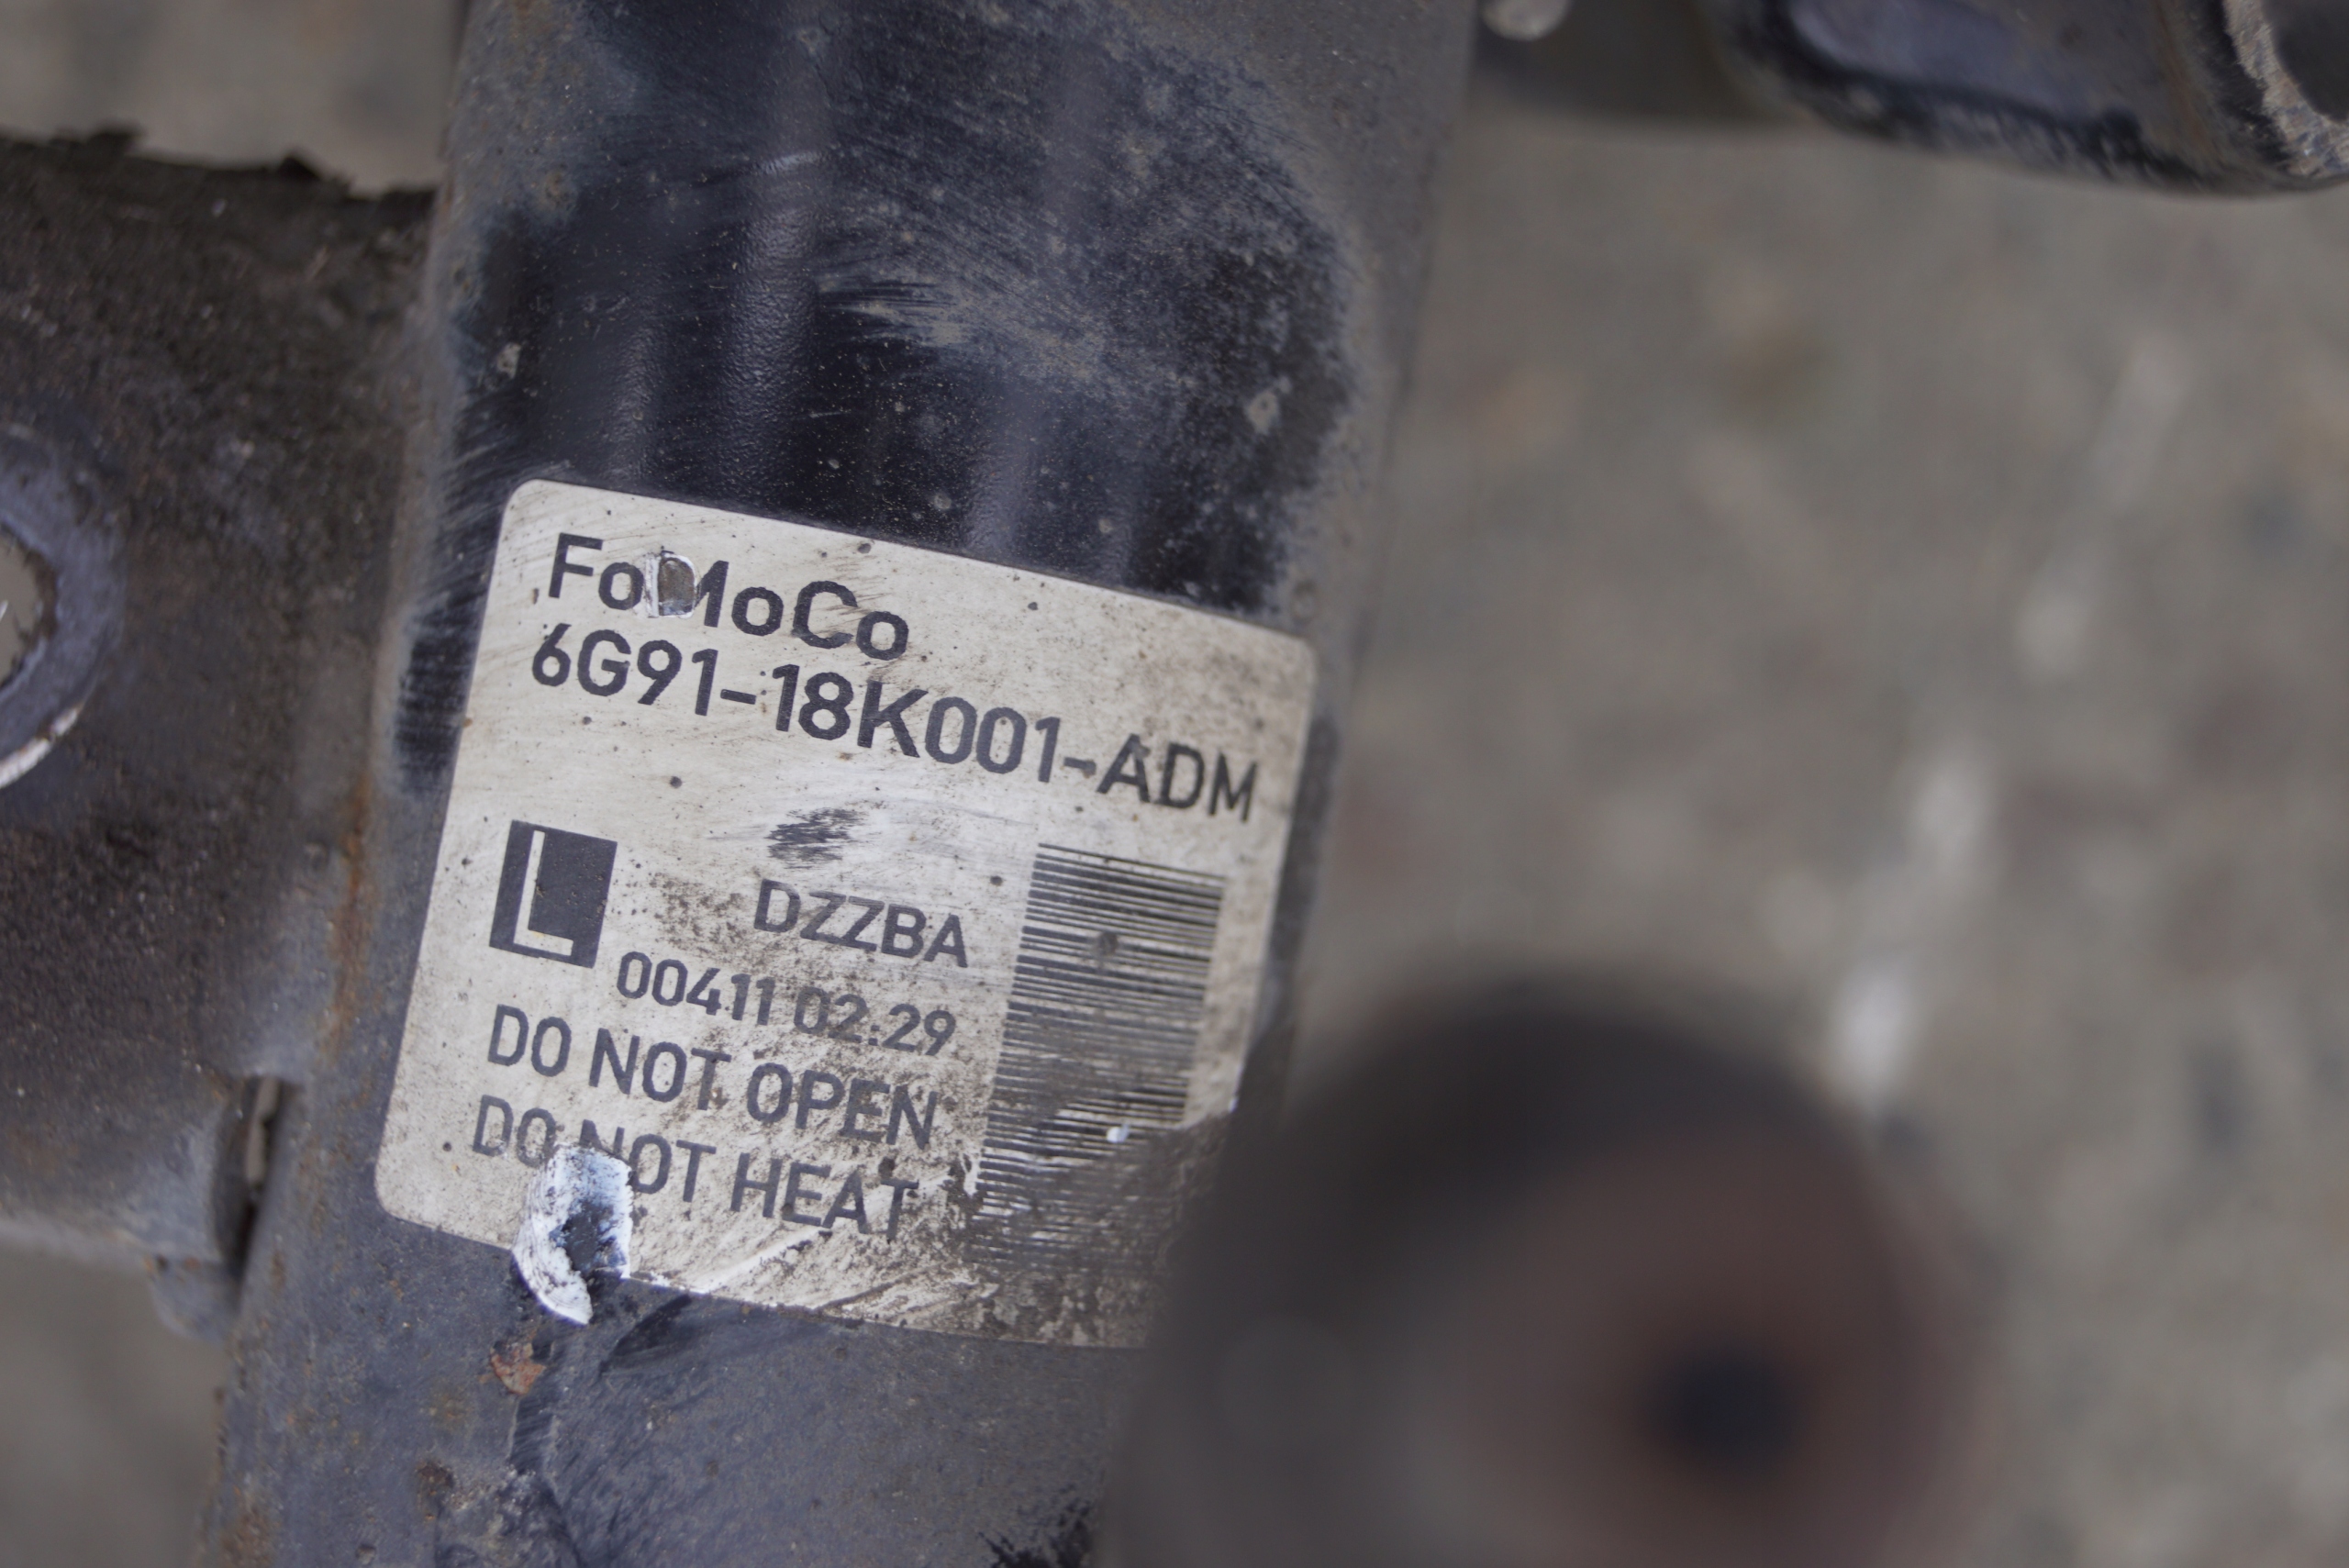 FoMoCo
6G91-18K001-ADM
L
DZZBA
00411 02:29
DO NOT OPEN
DO NOT HEAT